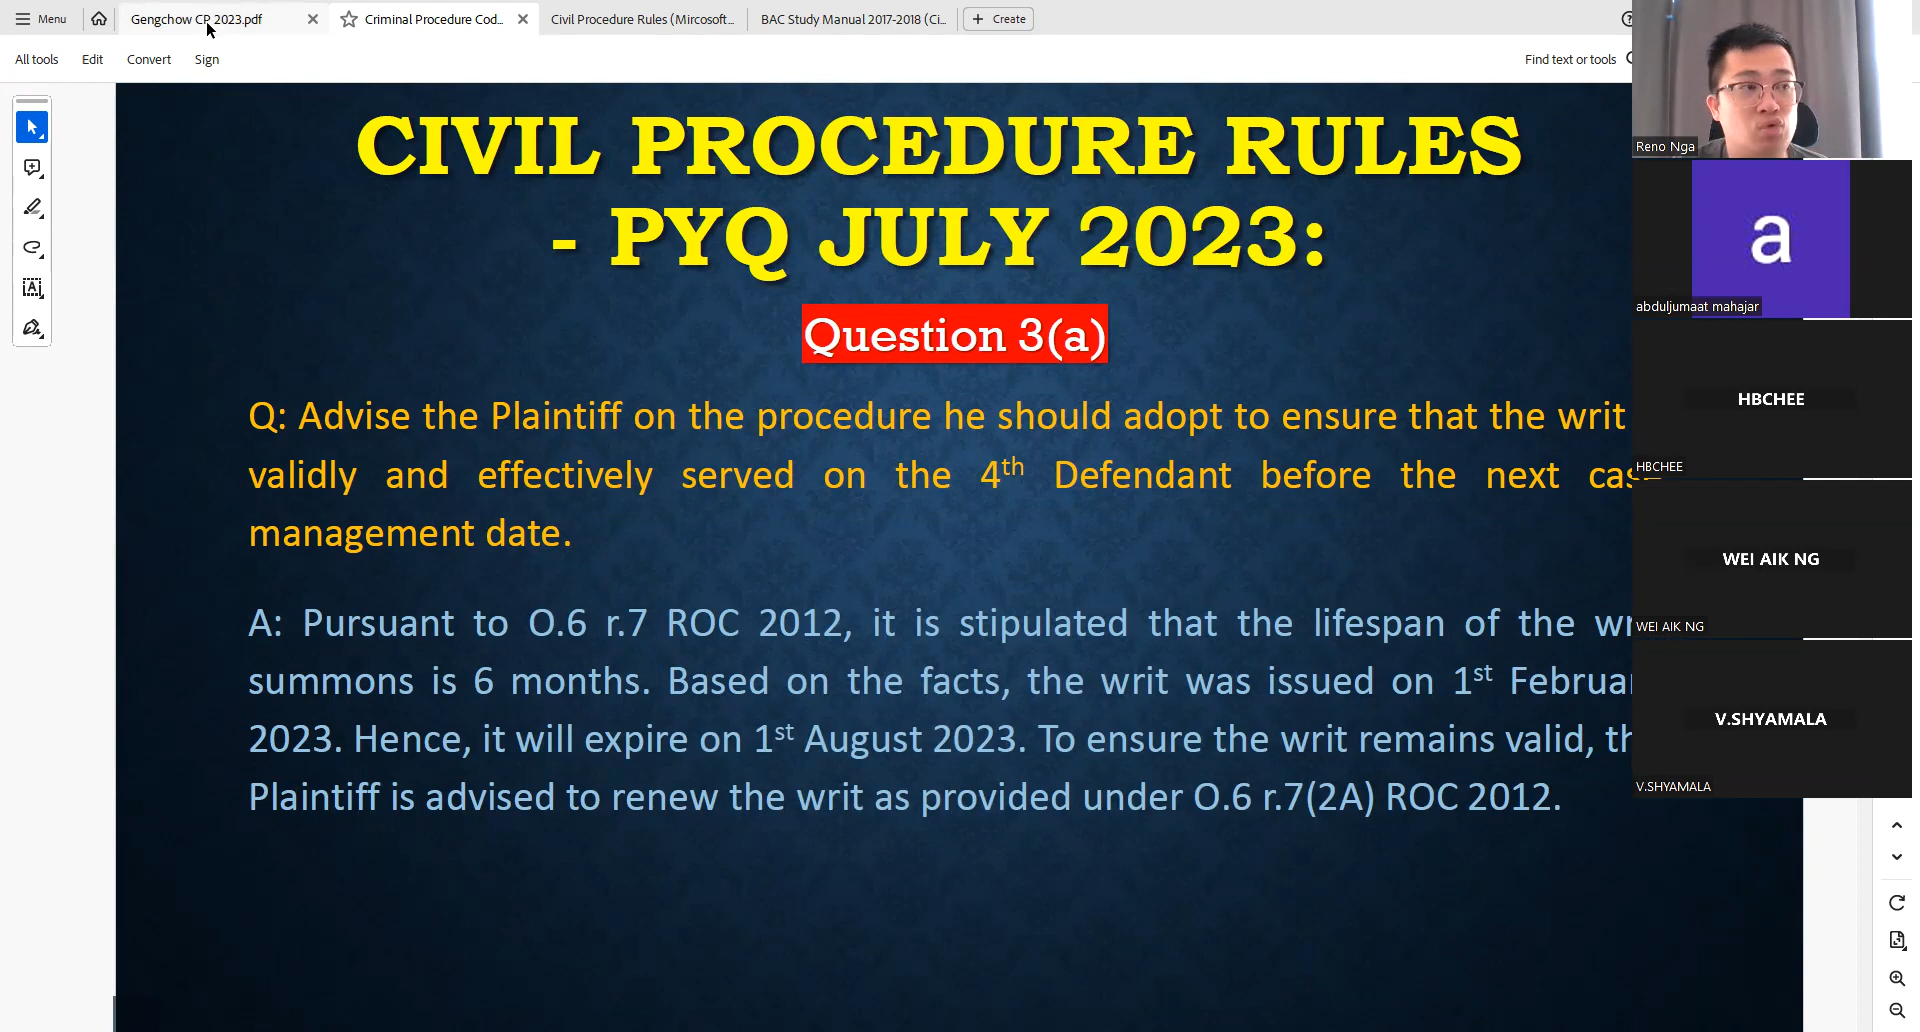 Menu
Gengchow CP 2023.pdf
Criminal Procedure Cod...
Civil Procedure Rules (Mircosoft...
BAC Study Manual 2017-2018 (Ci...
+ Create
All tools
Edit
Convert
Sign
Find text or tools
CIVIL PROCEDURE RULES
- PYQ JULY 2023:
Question 3(a)
Q: Advise the Plaintiff on the procedure he should adopt to ensure that the writ
validly and effectively served on the 4th Defendant before the next
management date.
A: Pursuant to O.6 r.7 ROC 2012, it is stipulated that the lifespan of the
summons is 6 months. Based on the facts, the writ was issued on 1st Februar
2023. Hence, it will expire on 1st August 2023. To ensure the writ remains valid,
Plaintiff is advised to renew the writ as provided under O.6 r.7(2A) ROC 2012.
Reno Nga
a
abduljumaat mahajar
HBCHEE
HBCHEE
WEI AIK NG
WEI AIK NG
V.SHYAMALA
V.SHYAMALA